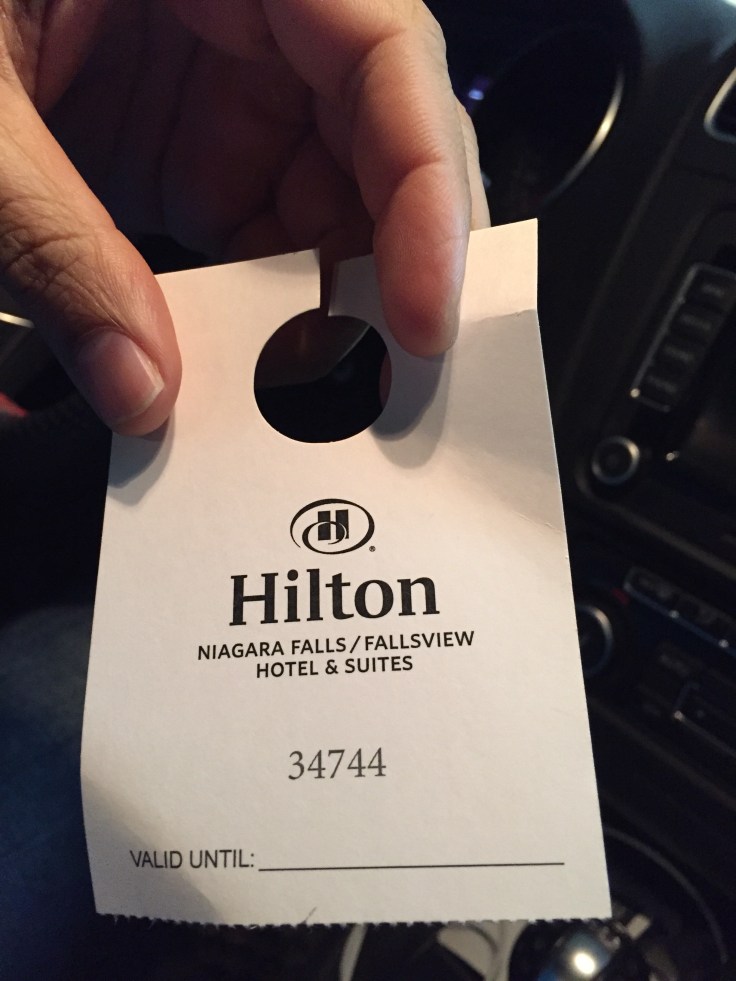 H
Hilton
NIAGARA FALLS/FALLSVIEW
HOTEL & SUITES
34744
VALID UNTIL: